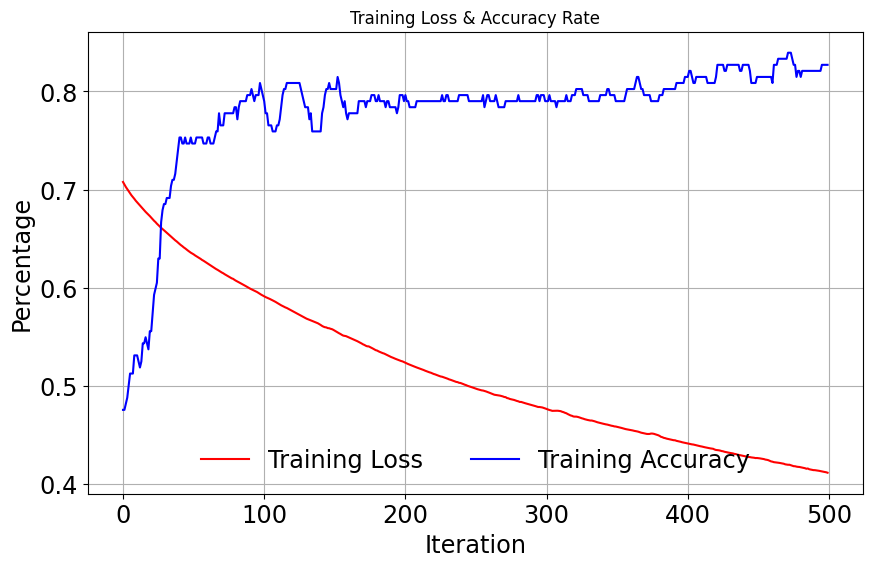 Training Loss & Accuracy Rate
Percentage
0.8
0.7
0.6
0.5
0.4
Training Loss Training Accuracy
0 100 200 300 400 500
Iteration